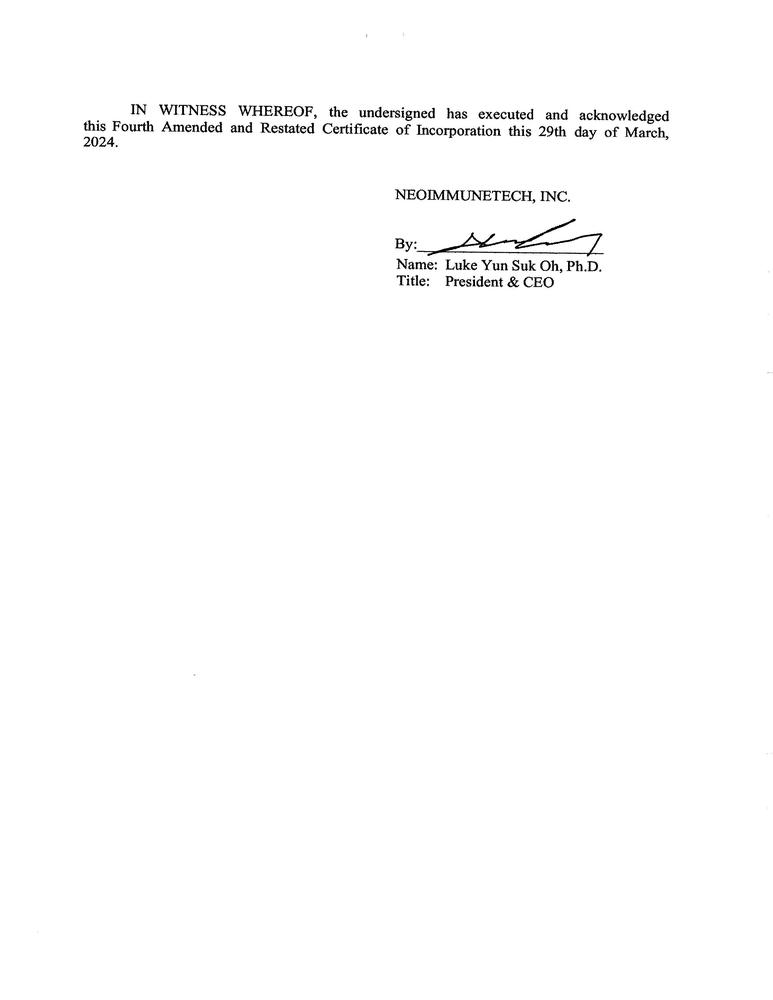 IN WITNESS WHEREOF, the undersigned has executed and acknowledged
this Fourth Amended and Restated Certificate of Incorporation this 29th day of March,
2024.
NEOIMMUNETECH, INC.
By:
Name: Luke Yun Suk Oh, Ph.D.
Title: President & CEO